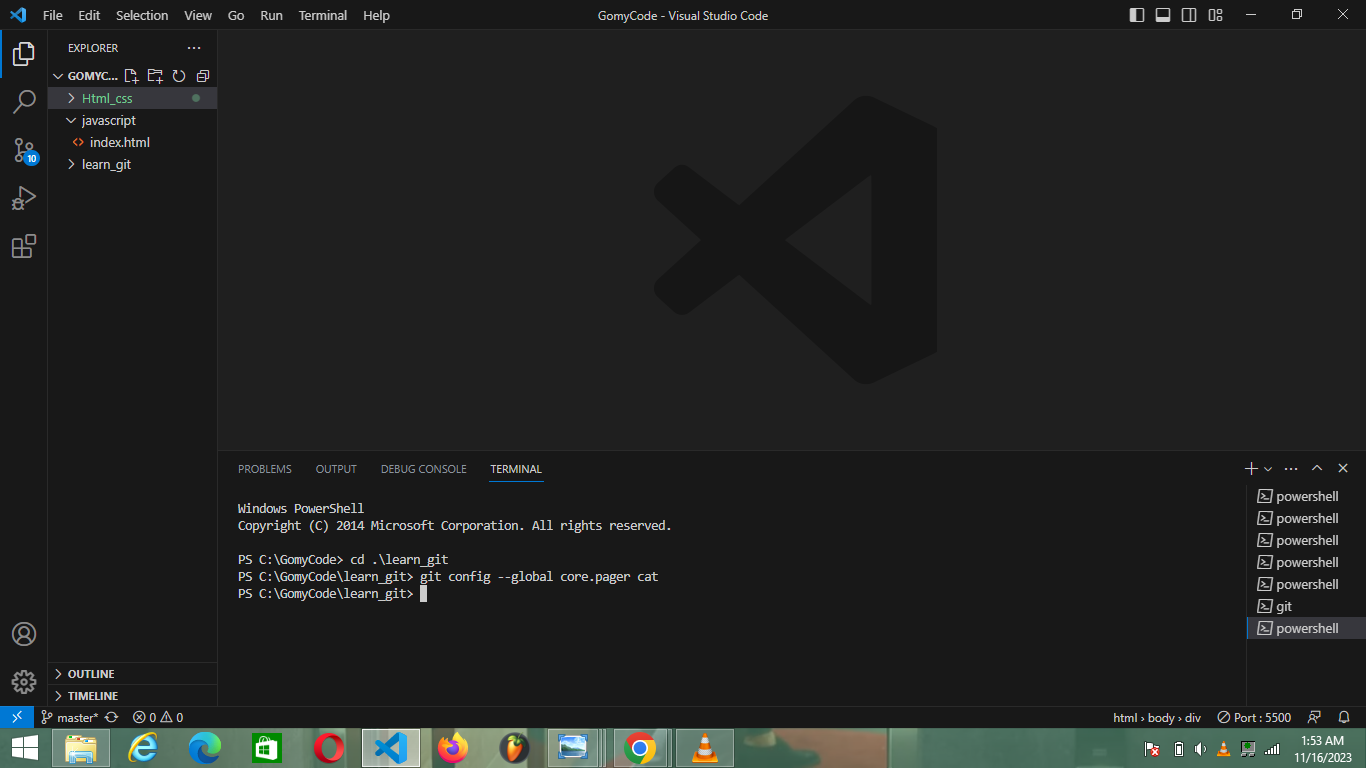 File Edit Selection View Go Run Terminal Help
GomyCode - Visual Studio Code
EXPLORER
GOMYC...
Html_css
javascript
<> index.html
learn_git
10
OUTLINE
TIMELINE
PROBLEMS OUTPUT DEBUG CONSOLE TERMINAL
Windows PowerShell
Copyright (C) 2014 Microsoft Corporation. All rights reserved.
PS C:\GomyCode> cd .\learn_git
PS C:\GomyCode\learn_git> git config --global core.pager cat
PS C:\GomyCode\learn_git>
powershell
powershell
powershell
powershell
powershell
git
powershell
master* 0 0
html › body › div Port : 5500
1:53 AM
11/16/2023